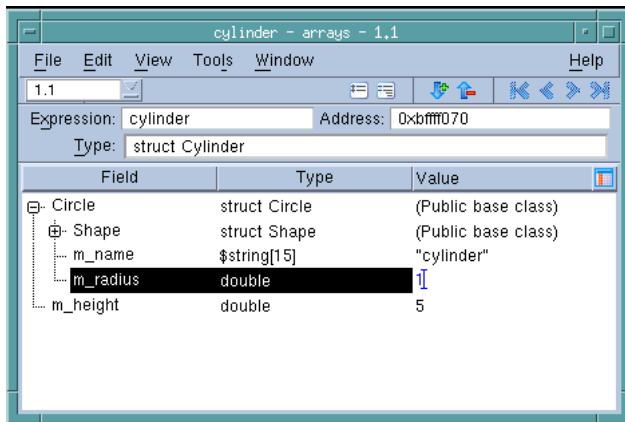 cylinder - arrays - 1.1
File Edit View Tools Window Help
1.1
Expression: cylinder Address: 0xbffff070
Type: struct Cylinder
Field Type Value
Circle struct Circle (Public base class)
Shape struct Shape (Public base class)
m_name $string[15] "cylinder"
m_radius double 1
m_height double 5